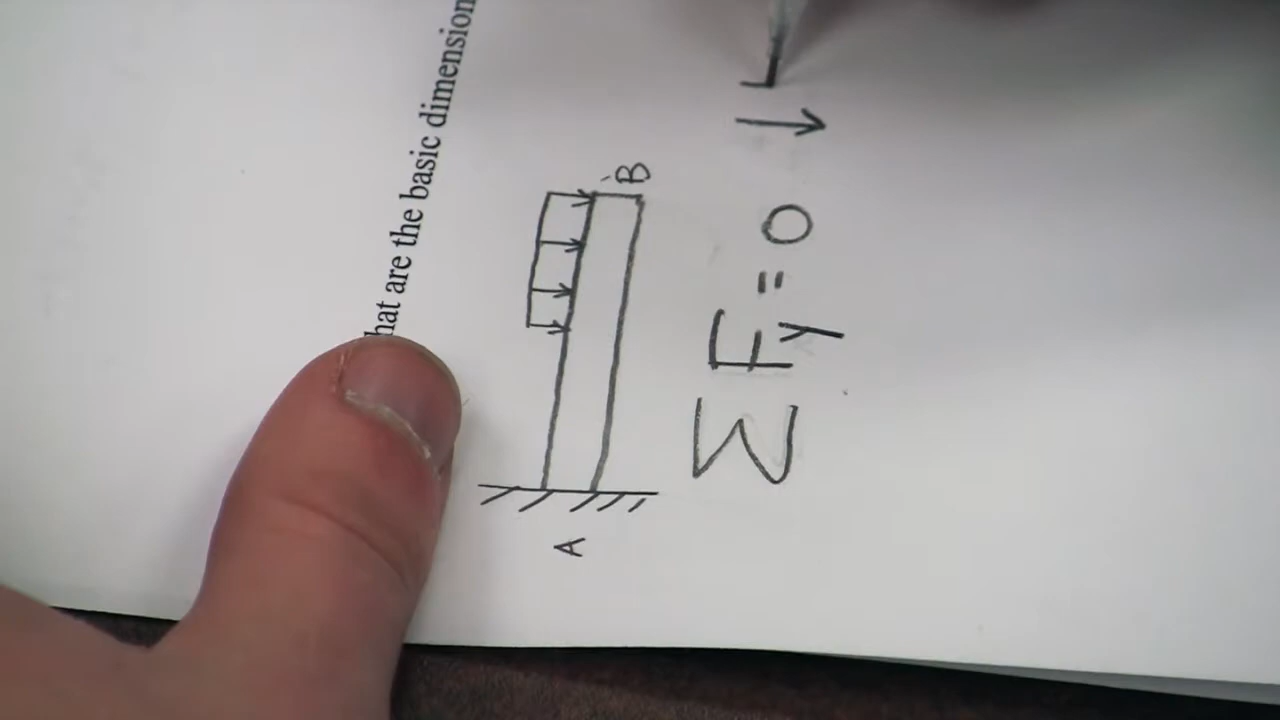 hat are the basic dimension
B
A
ΣFy = 0 ↓